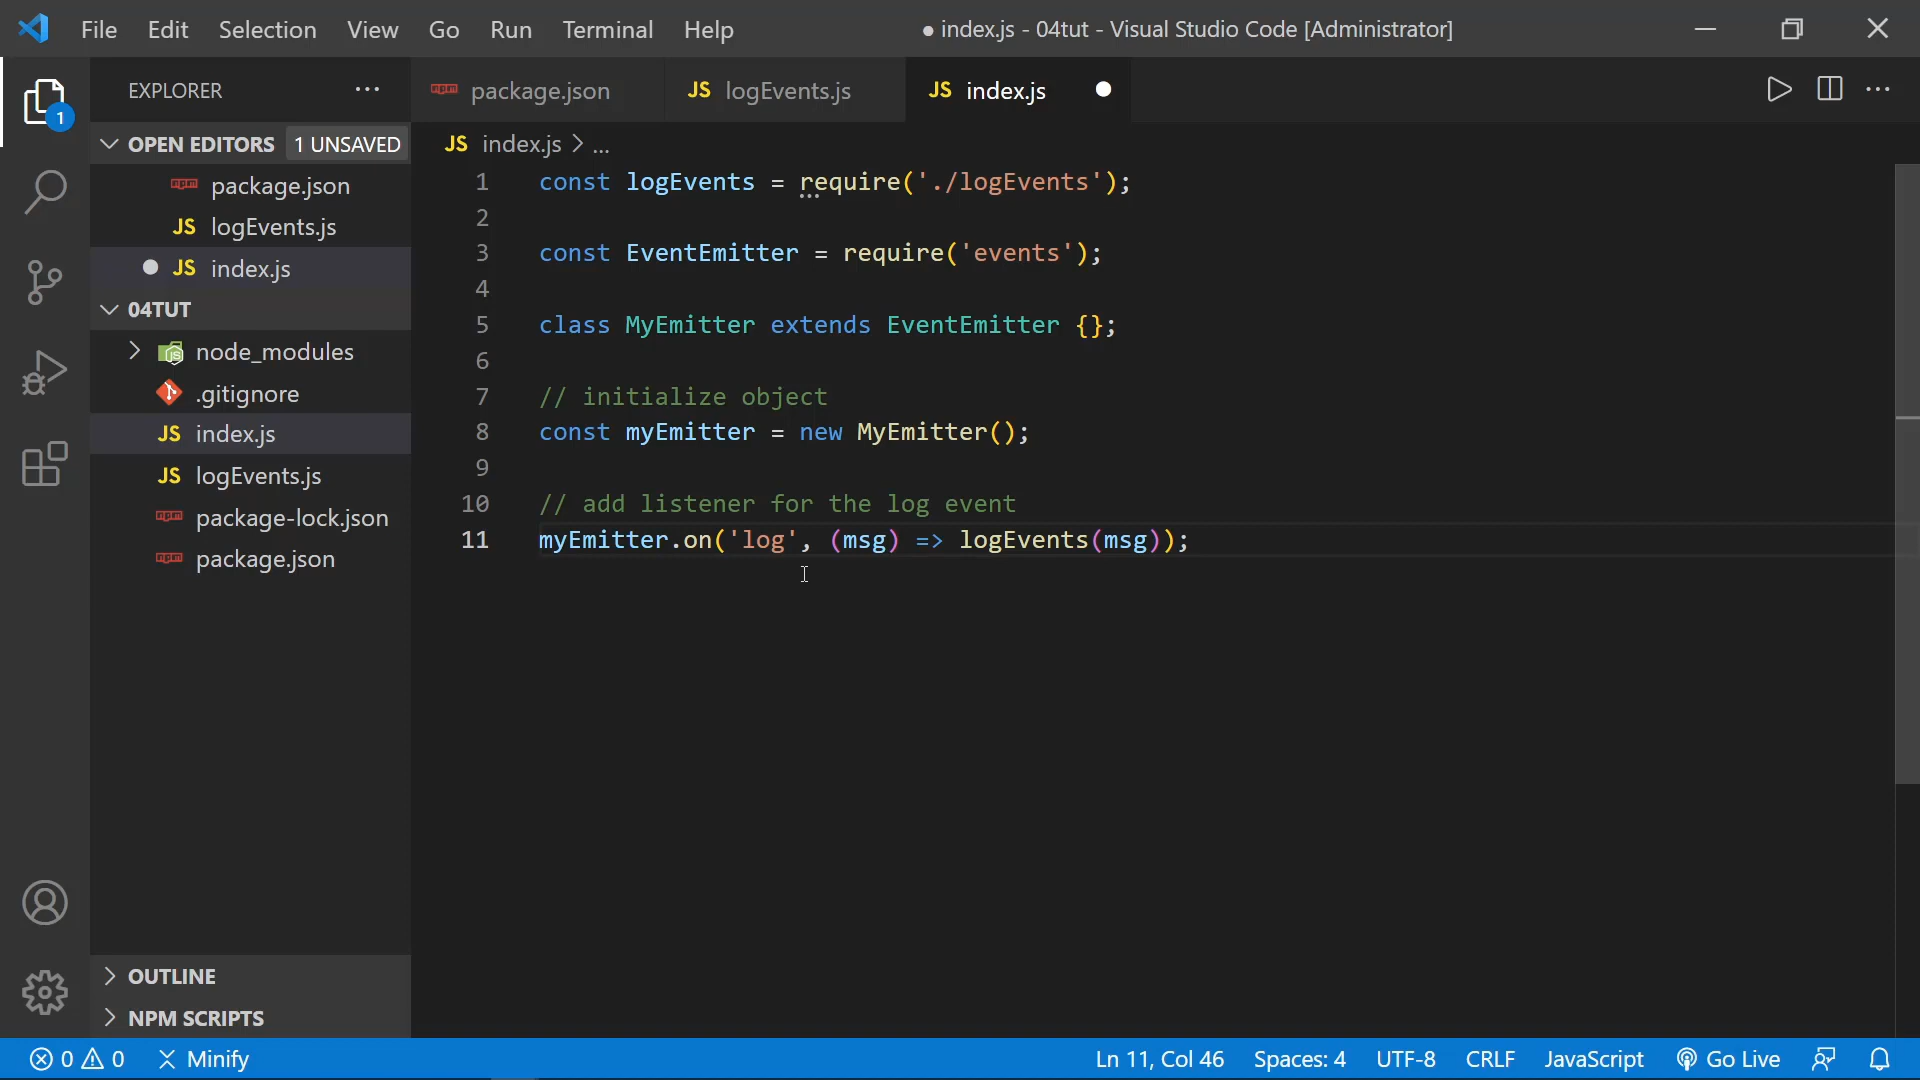 File Edit Selection View Go Run Terminal Help ● index.js - 04tut - Visual Studio Code [Administrator]
1
EXPLORER ···
package.json JS logEvents.js JS index.js ●
OPEN EDITORS 1 UNSAVED
package.json
JS logEvents.js
JS index.js
04TUT
node_modules
.gitignore
JS index.js
JS logEvents.js
package-lock.json
package.json
OUTLINE
NPM SCRIPTS
JS index.js > ...
1 const logEvents = require('./logEvents');
2
3 const EventEmitter = require('events');
4
5 class MyEmitter extends EventEmitter {};
6
7 // initialize object
8 const myEmitter = new MyEmitter();
9
10 // add listener for the log event
11 myEmitter.on('log', (msg) => logEvents(msg));
0 0 Minify Ln 11, Col 46 Spaces: 4 UTF-8 CRLF JavaScript Go Live